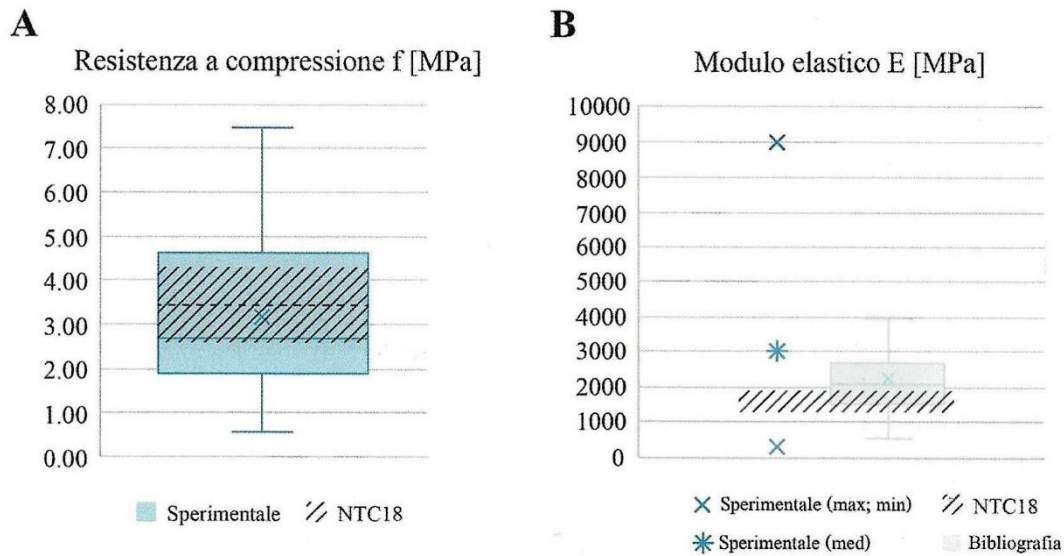 A
Resistenza a compressione f [MPa]
8.00
7.00
6.00
5.00
4.00
3.00
2.00
1.00
0.00
Sperimentale
NTC18
B
Modulo elastico E [MPa]
10000
9000
8000
7000
6000
5000
4000
3000
2000
1000
0
Sperimentale (max; min)
NTC18
Sperimentale (med)
Bibliografia